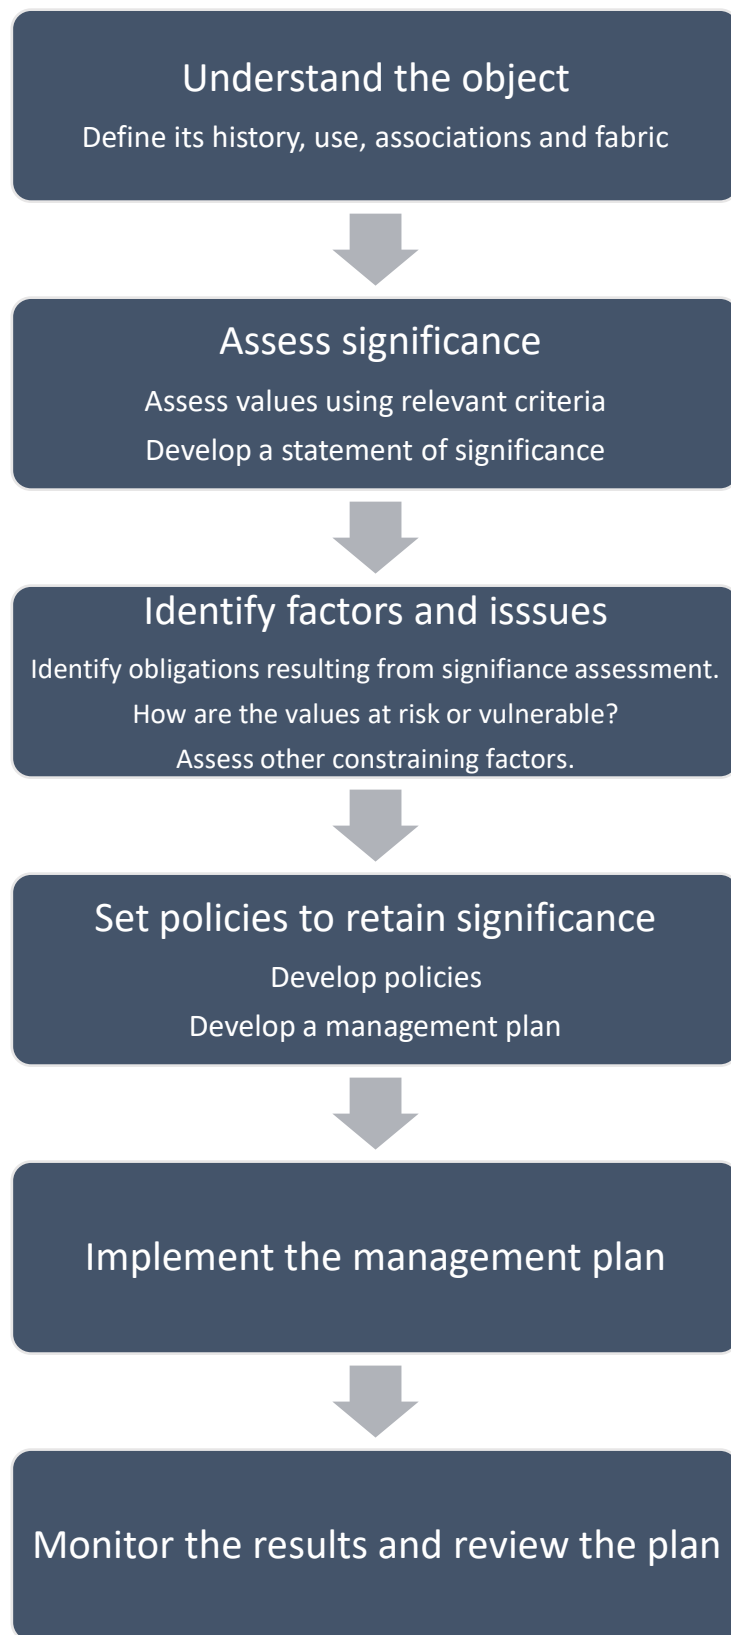 Understand the object
Define its history, use, associations and fabric
Assess significance
Assess values using relevant criteria
Develop a statement of significance
Identify factors and isssues
Identify obligations resulting from signifiance assessment.
How are the values at risk or vulnerable?
Assess other constraining factors.
Set policies to retain significance
Develop policies
Develop a management plan
Implement the management plan
Monitor the results and review the plan